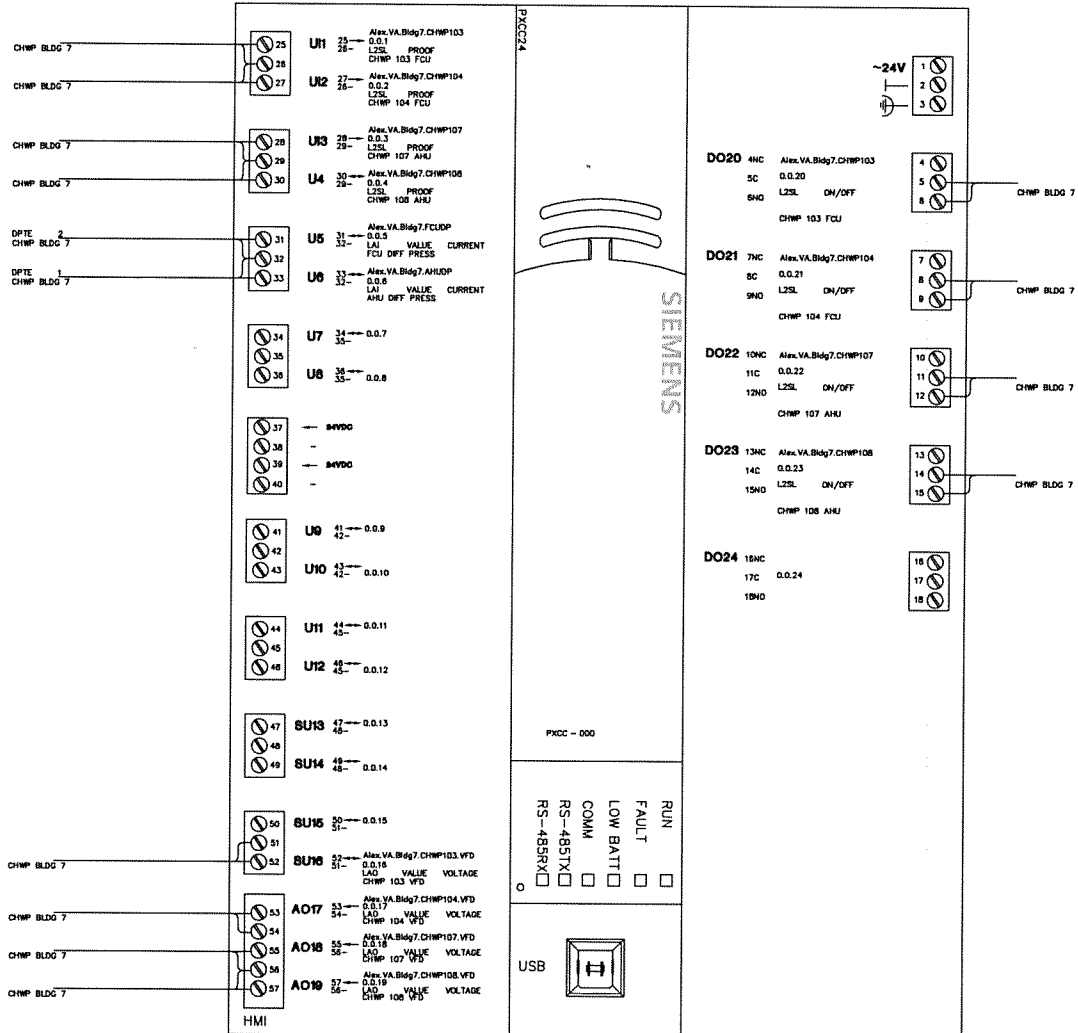 PXCC24
CHWP BLDG 7
CHWP BLDG 7
25
26
27
UI1 25 26- Alex.VA.Bldg7.CHWP103
0.0.1
L2SL PROOF
CHWP 103 FCU
UI2 27 26- Alex.VA.Bldg7.CHWP104
0.0.2
L2SL PROOF
CHWP 104 FCU
CHWP BLDG 7
CHWP BLDG 7
28
29
30
UI3 28 29- Alex.VA.Bldg7.CHWP107
0.0.3
L2SL PROOF
CHWP 107 AHU
U4 30 29- Alex.VA.Bldg7.CHWP108
0.0.4
L2SL PROOF
CHWP 108 AHU
DPTE 2
CHWP BLDG 7
DPTE 1
CHWP BLDG 7
31
32
33
U5 31 32- Alex.VA.Bldg7.FCUDP
0.0.5
LAI VALUE CURRENT
FCU DIFF PRESS
U6 33 32- Alex.VA.Bldg7.AHUDP
0.0.6
LAI VALUE CURRENT
AHU DIFF PRESS
34
35
36
U7 34 35- 0.0.7
U8 36 35- 0.0.8
37 24VDC
38 -
39 24VDC
40 -
41
42
43
U9 41 42- 0.0.9
U10 43 42- 0.0.10
44
45
46
U11 44 45- 0.0.11
U12 46 45- 0.0.12
47
48
49
SU13 47 48- 0.0.13
SU14 49 48- 0.0.14
CHWP BLDG 7
50
51
52
SU15 50 51- 0.0.15
SU16 52 51- Alex.VA.Bldg7.CHWP103.VFD
0.0.16
LAO VALUE VOLTAGE
CHWP 103 VFD
CHWP BLDG 7
CHWP BLDG 7
CHWP BLDG 7
53
54
55
56
57
AO17 53 54- Alex.VA.Bldg7.CHWP104.VFD
0.0.17
LAO VALUE VOLTAGE
CHWP 104 VFD
AO18 55 56- Alex.VA.Bldg7.CHWP107.VFD
0.0.18
LAO VALUE VOLTAGE
CHWP 107 VFD
AO19 57 56- Alex.VA.Bldg7.CHWP108.VFD
0.0.19
LAO VALUE VOLTAGE
CHWP 108 VFD
HMI
SIEMENS
PXCC - 000
RS-485RX
RS-485TX
COMM
LOW BATT
FAULT
RUN
USB
~24V
1
2
3
DO20 4NC Alex.VA.Bldg7.CHWP103
5C 0.0.20
6NO L2SL ON/OFF
CHWP 103 FCU
4
5
6
CHWP BLDG 7
DO21 7NC Alex.VA.Bldg7.CHWP104
8C 0.0.21
9NO L2SL ON/OFF
CHWP 104 FCU
7
8
9
CHWP BLDG 7
DO22 10NC Alex.VA.Bldg7.CHWP107
11C 0.0.22
12NO L2SL ON/OFF
CHWP 107 AHU
10
11
12
CHWP BLDG 7
DO23 13NC Alex.VA.Bldg7.CHWP108
14C 0.0.23
15NO L2SL ON/OFF
CHWP 108 AHU
13
14
15
CHWP BLDG 7
DO24 16NC
17C 0.0.24
18NO
16
17
18